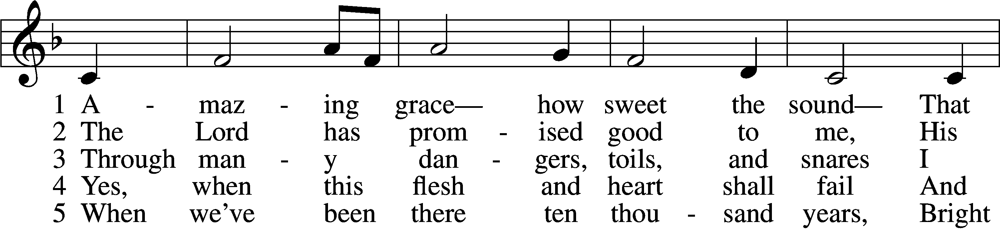 1 A - maz - ing grace— how sweet the sound— That
2 The Lord has prom - ised good to me, His
3 Through man - y dan - gers, toils, and snares I
4 Yes, when this flesh and heart shall fail And
5 When we’ve been there ten thou - sand years, Bright